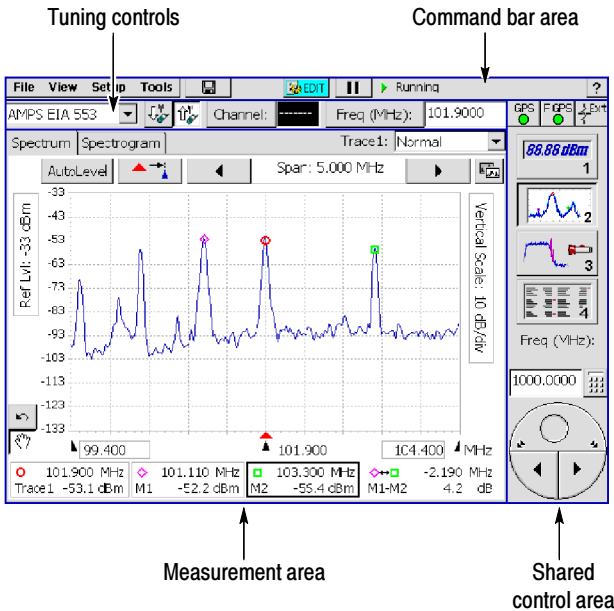 Tuning controls
Command bar area
File View Setup Tools EDIT Running ?
AMPS EIA 553 Channel: ------ Freq (MHz): 101.9000
GPS F GPS Ext
Spectrum Spectrogram Trace1: Normal
AutoLevel Span: 5.000 MHz
88.88 dBm
1
2
3
4
Ref Lvl: -33 dBm
-33
-43
-53
-63
-73
-83
-93
-103
-113
-123
-133
Vertical Scale: 10 dB/div
Freq (MHz):
1000.0000
99.400 101.900 104.400 MHz
101.900 MHz 101.110 MHz 103.300 MHz -2.190 MHz
Trace1 -53.1 dBm M1 -52.2 dBm M2 -55.4 dBm M1-M2 4.2 dB
Measurement area
Shared
control area